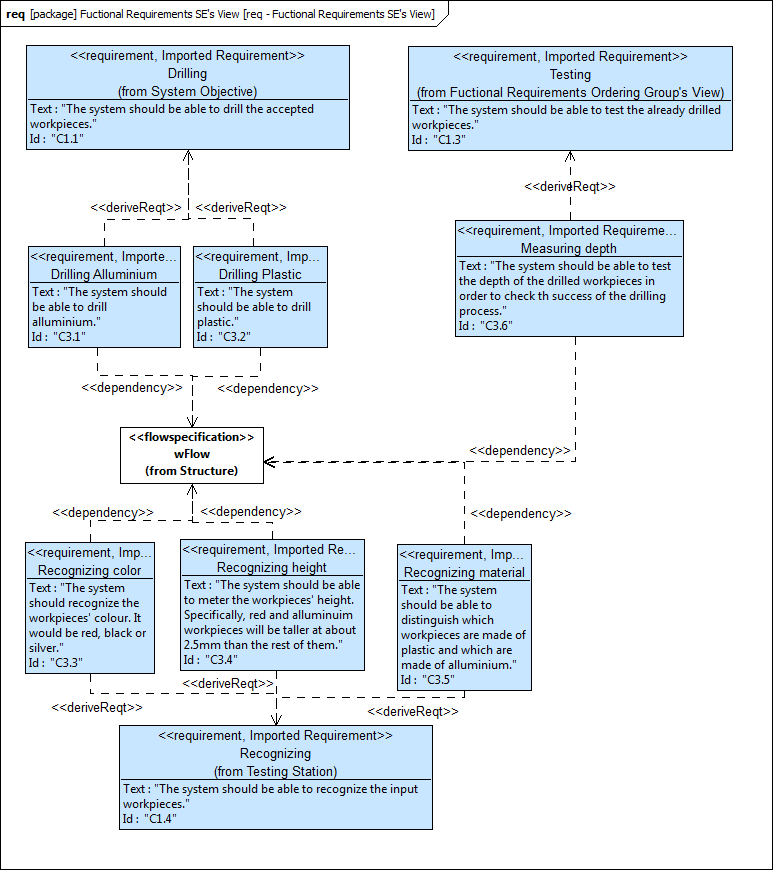 req [package] Fuctional Requirements SE's View [req - Fuctional Requirements SE's View]
<<requirement, Imported Requirement>>
Drilling
(from System Objective)
Text : "The system should be able to drill the accepted
workpieces."
Id : "C1.1"
<<requirement, Imported Requirement>>
Testing
(from Fuctional Requirements Ordering Group's View)
Text : "The system should be able to test the already drilled
workpieces."
Id : "C1.3"
<<deriveReqt>>
<<deriveReqt>>
<<deriveReqt>>
<<requirement, Importe...
Drilling Alluminium
Text : "The system should
be able to drill
alluminium."
Id : "C3.1"
<<requirement, Imp...
Drilling Plastic
Text : "The system
should be able to drill
plastic."
Id : "C3.2"
<<requirement, Imported Requireme...
Measuring depth
Text : "The system should be able to test
the depth of the drilled workpieces in
order to check th success of the drilling
process."
Id : "C3.6"
<<dependency>>
<<dependency>>
<<flowspecification>>
wFlow
(from Structure)
<<dependency>>
<<dependency>>
<<dependency>>
<<dependency>>
<<requirement, Imp...
Recognizing color
Text : "The system
should recognize the
workpieces' colour. It
would be red, black or
silver."
Id : "C3.3"
<<requirement, Imported Re...
Recognizing height
Text : "The system should be able
to meter the workpieces' height.
Specifically, red and alluminuim
workpieces will be taller at about
2.5mm than the rest of them."
Id : "C3.4"
<<requirement, Imp...
Recognizing material
Text : "The system
should be able to
distinguish which
workpieces are made of
plastic and which are
made of alluminium."
Id : "C3.5"
<<deriveReqt>>
<<deriveReqt>>
<<deriveReqt>>
<<requirement, Imported Requirement>>
Recognizing
(from Testing Station)
Text : "The system should be able to recognize the input
workpieces."
Id : "C1.4"